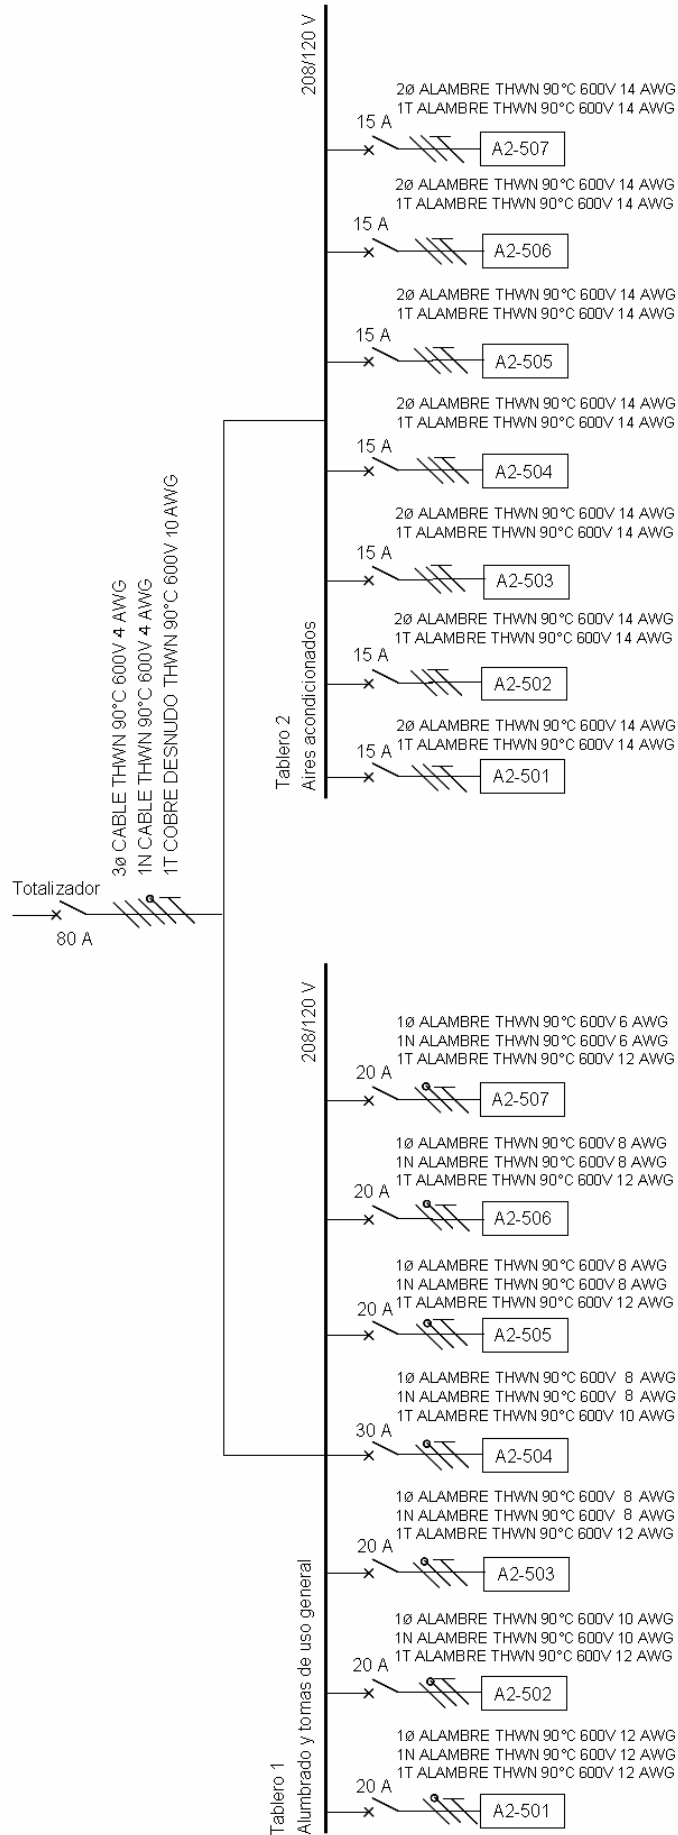 208/120 V
2ø ALAMBRE THWN 90°C 600V 14 AWG
1T ALAMBRE THWN 90°C 600V 14 AWG
15 A
A2-507
2ø ALAMBRE THWN 90°C 600V 14 AWG
1T ALAMBRE THWN 90°C 600V 14 AWG
15 A
A2-506
2ø ALAMBRE THWN 90°C 600V 14 AWG
1T ALAMBRE THWN 90°C 600V 14 AWG
15 A
A2-505
2ø ALAMBRE THWN 90°C 600V 14 AWG
1T ALAMBRE THWN 90°C 600V 14 AWG
15 A
A2-504
2ø ALAMBRE THWN 90°C 600V 14 AWG
1T ALAMBRE THWN 90°C 600V 14 AWG
15 A
A2-503
2ø ALAMBRE THWN 90°C 600V 14 AWG
1T ALAMBRE THWN 90°C 600V 14 AWG
15 A
A2-502
2ø ALAMBRE THWN 90°C 600V 14 AWG
1T ALAMBRE THWN 90°C 600V 14 AWG
15 A
A2-501
Tablero 2
Aires acondicionados
3ø CABLE THWN 90°C 600V 4 AWG
1N CABLE THWN 90°C 600V 4 AWG
1T COBRE DESNUDO THWN 90°C 600V 10 AWG
Totalizador
80 A
208/120 V
1ø ALAMBRE THWN 90°C 600V 6 AWG
1N ALAMBRE THWN 90°C 600V 6 AWG
1T ALAMBRE THWN 90°C 600V 12 AWG
20 A
A2-507
1ø ALAMBRE THWN 90°C 600V 8 AWG
1N ALAMBRE THWN 90°C 600V 8 AWG
1T ALAMBRE THWN 90°C 600V 12 AWG
20 A
A2-506
1ø ALAMBRE THWN 90°C 600V 8 AWG
1N ALAMBRE THWN 90°C 600V 8 AWG
1T ALAMBRE THWN 90°C 600V 12 AWG
20 A
A2-505
1ø ALAMBRE THWN 90°C 600V 8 AWG
1N ALAMBRE THWN 90°C 600V 8 AWG
1T ALAMBRE THWN 90°C 600V 10 AWG
30 A
A2-504
1ø ALAMBRE THWN 90°C 600V 8 AWG
1N ALAMBRE THWN 90°C 600V 8 AWG
1T ALAMBRE THWN 90°C 600V 12 AWG
20 A
A2-503
1ø ALAMBRE THWN 90°C 600V 10 AWG
1N ALAMBRE THWN 90°C 600V 10 AWG
1T ALAMBRE THWN 90°C 600V 12 AWG
20 A
A2-502
1ø ALAMBRE THWN 90°C 600V 12 AWG
1N ALAMBRE THWN 90°C 600V 12 AWG
1T ALAMBRE THWN 90°C 600V 12 AWG
20 A
A2-501
Tablero 1
Alumbrado y tomas de uso general